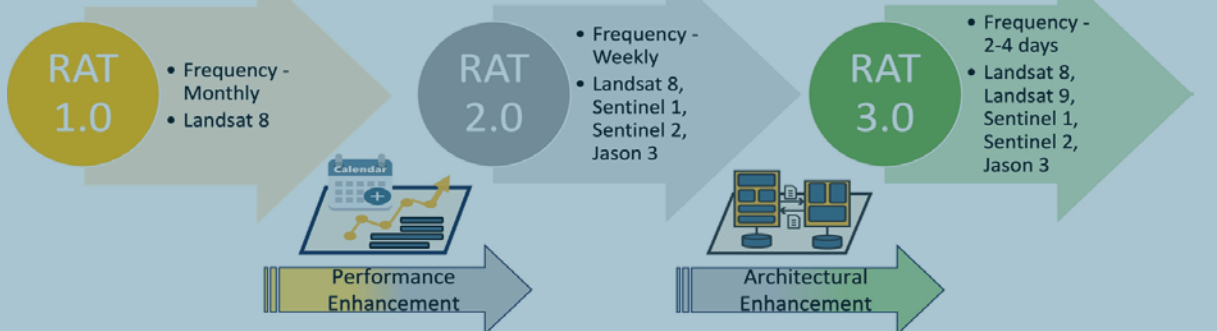 RAT
1.0
• Frequency -
Monthly
• Landsat 8
RAT
2.0
• Frequency -
Weekly
• Landsat 8,
Sentinel 1,
Sentinel 2,
Jason 3
RAT
3.0
• Frequency -
2-4 days
• Landsat 8,
Landsat 9,
Sentinel 1,
Sentinel 2,
Jason 3
Calendar
Performance
Enhancement
Architectural
Enhancement